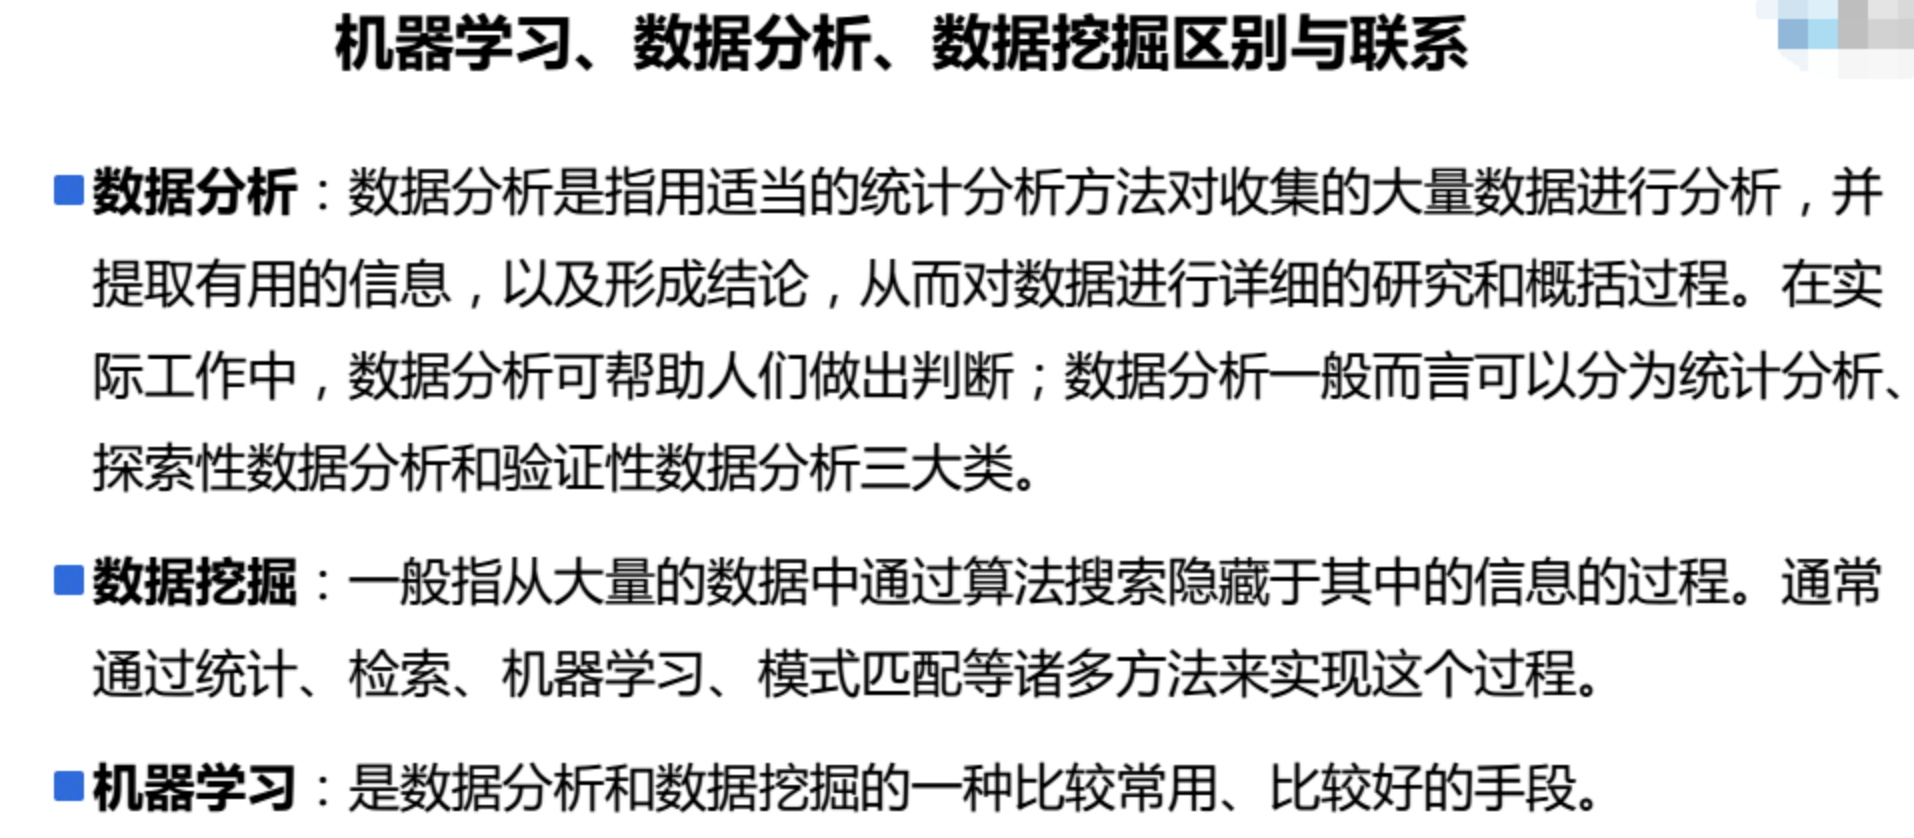 机器学习、数据分析、数据挖掘区别与联系
数据分析：数据分析是指用适当的统计分析方法对收集的大量数据进行分析，并
提取有用的信息，以及形成结论，从而对数据进行详细的研究和概括过程。在实
际工作中，数据分析可帮助人们做出判断；数据分析一般而言可以分为统计分析、
探索性数据分析和验证性数据分析三大类。
数据挖掘：一般指从大量的数据中通过算法搜索隐藏于其中的信息的过程。通常
通过统计、检索、机器学习、模式匹配等诸多方法来实现这个过程。
机器学习：是数据分析和数据挖掘的一种比较常用、比较好的手段。